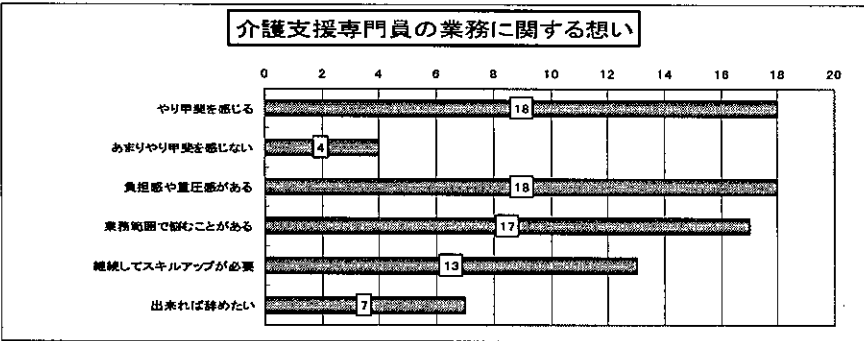 介護支援専門員の業務に関する想い
0 2 4 6 8 10 12 14 16 18 20
やり甲斐を感じる 18
あまりやり甲斐を感じない 4
負担感や重圧感がある 18
業務範囲で悩むことがある 17
継続してスキルアップが必要 13
出来れば辞めたい 7